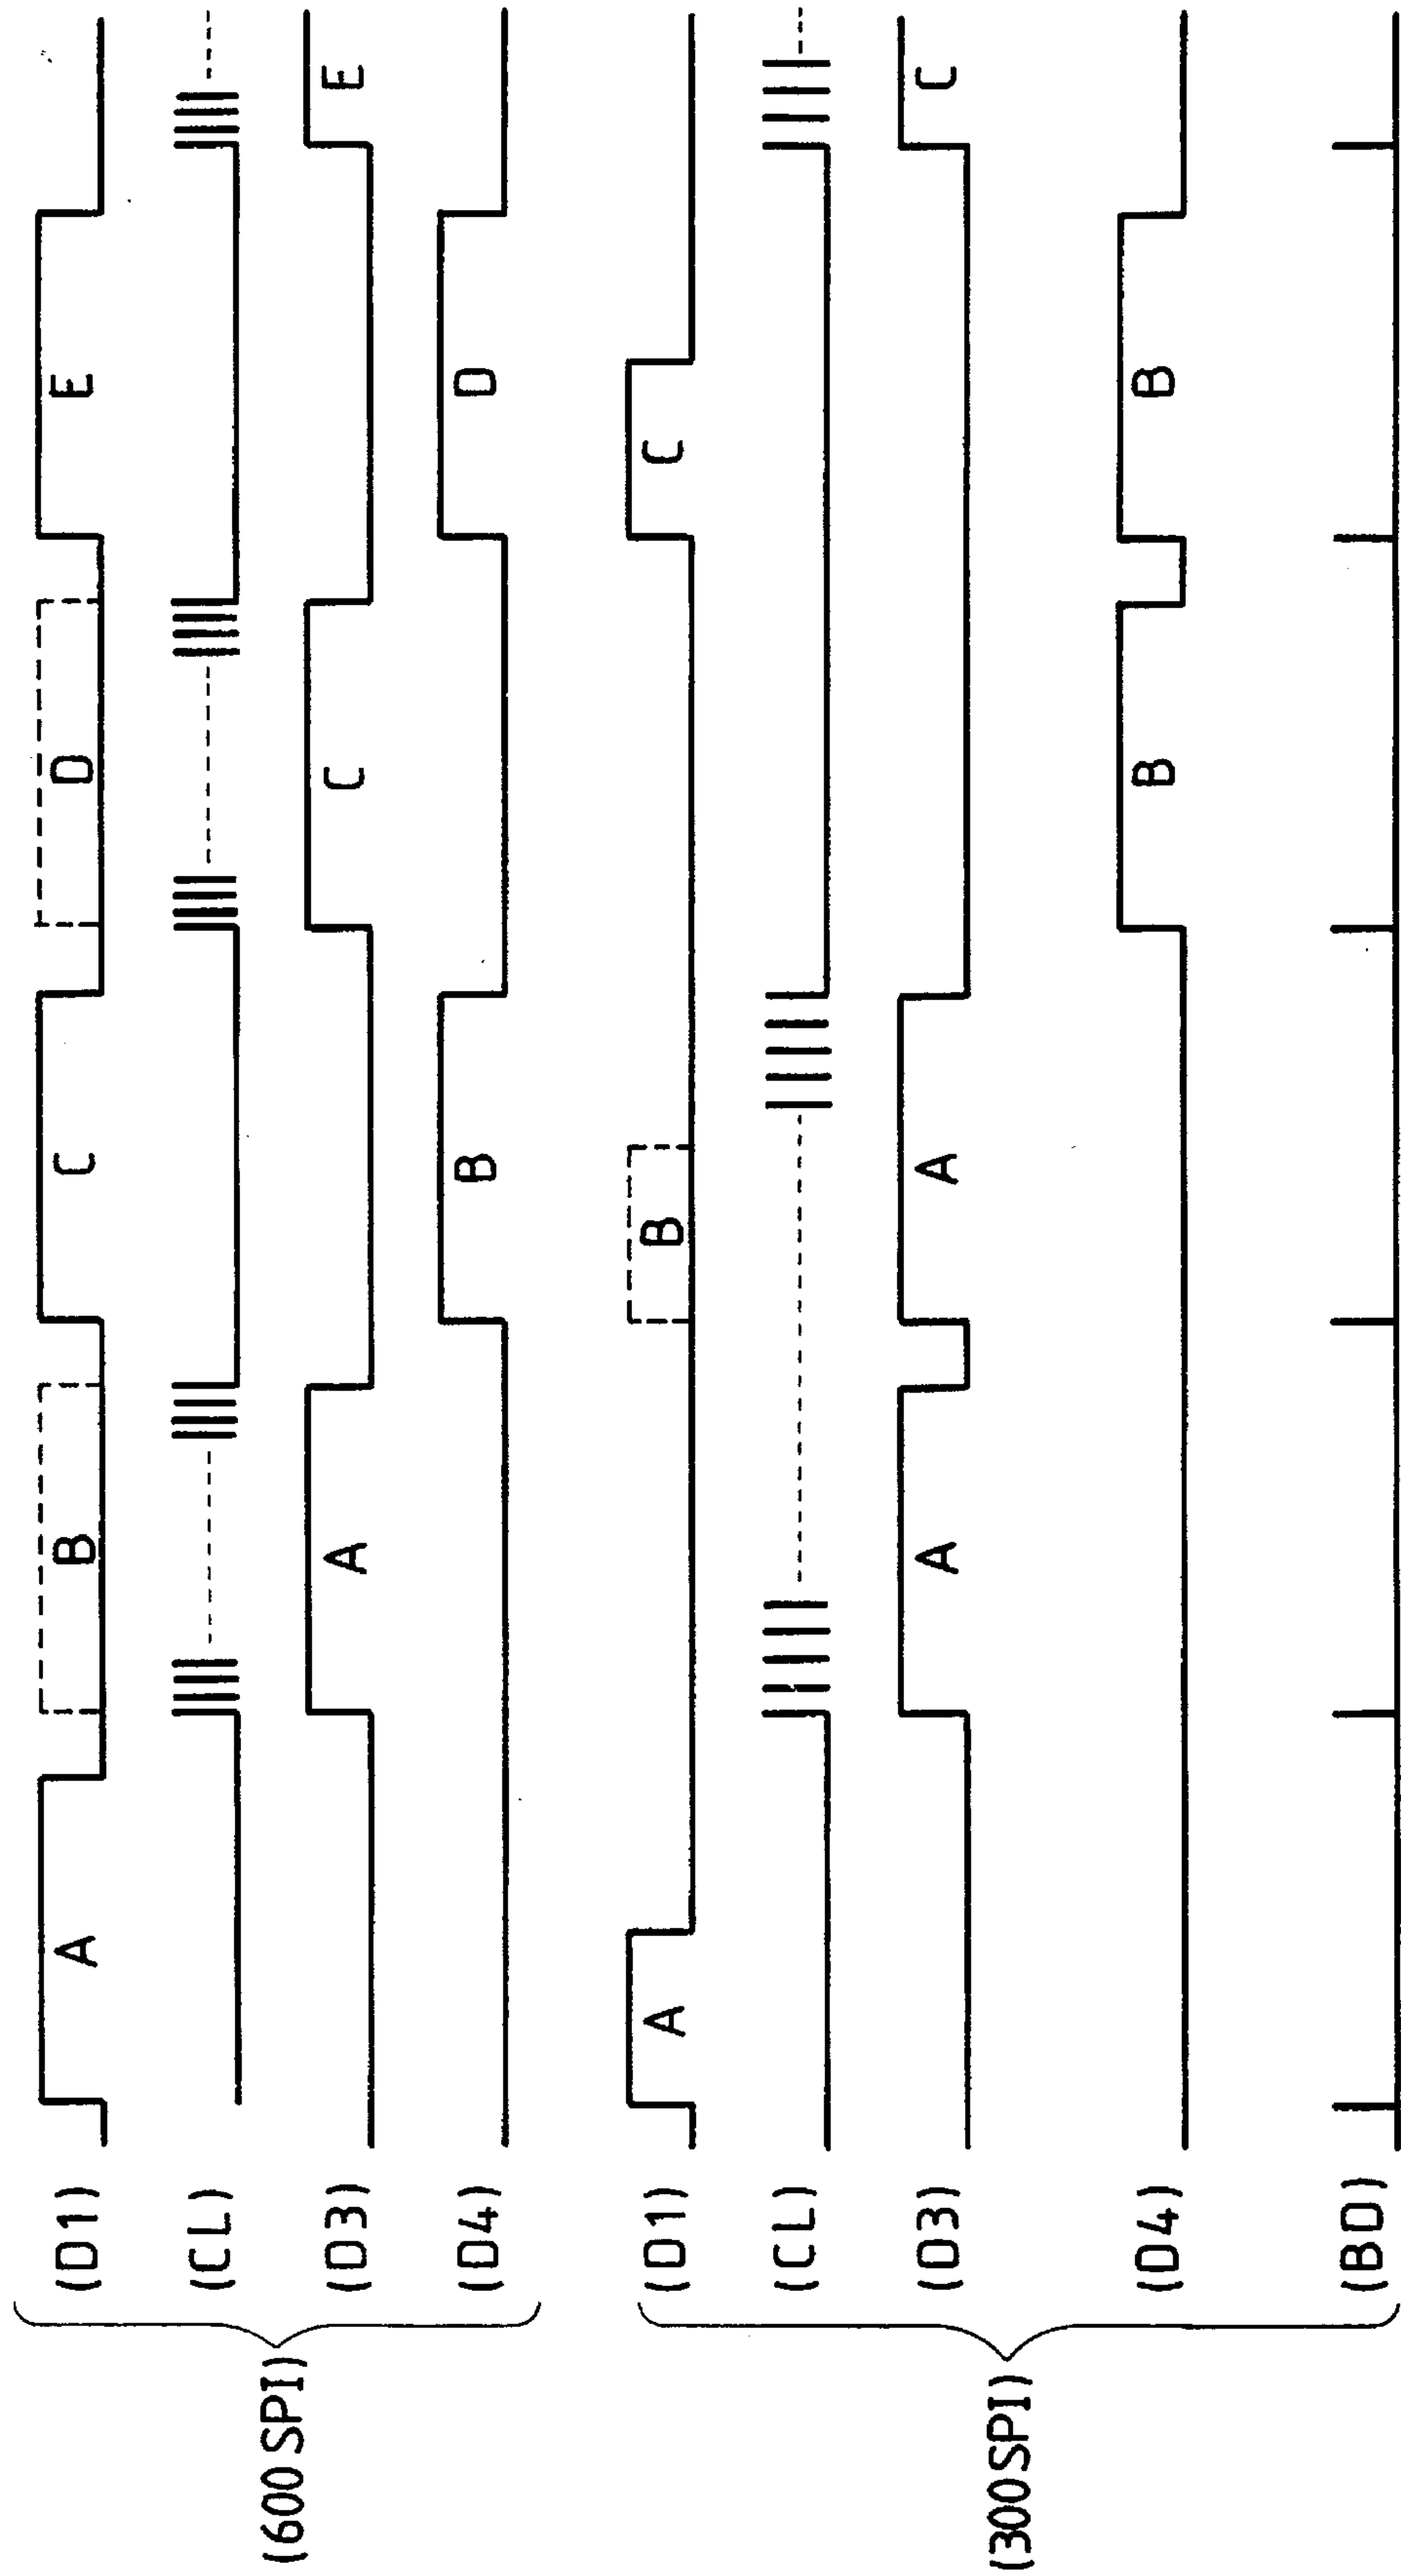 (600 SPI)
(D1) A B C D E
(CL)
(D3) A C E
(D4) B D
(300 SPI)
(D1) A B C
(CL)
(D3) A A C
(D4) B B
(BD)